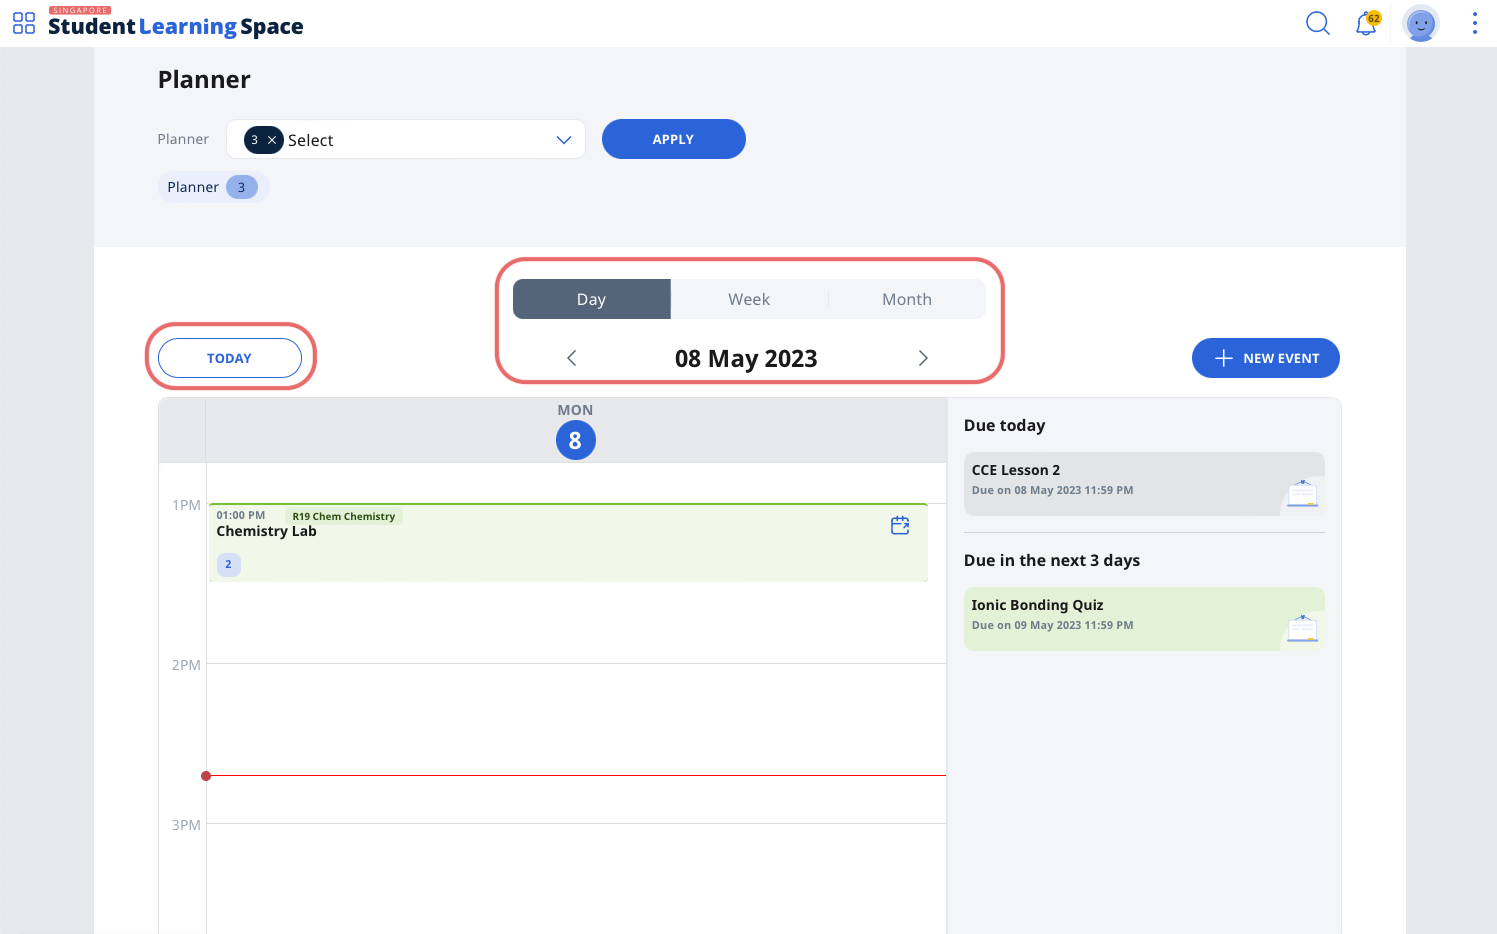 SINGAPORE
Student Learning Space
62
Planner
Planner
3 × Select
APPLY
Planner 3
Day Week Month
TODAY
08 May 2023
NEW EVENT
MON
8
Due today
CCE Lesson 2
Due on 08 May 2023 11:59 PM
1PM
01:00 PM R19 Chem Chemistry
Chemistry Lab
2
Due in the next 3 days
Ionic Bonding Quiz
Due on 09 May 2023 11:59 PM
2PM
3PM